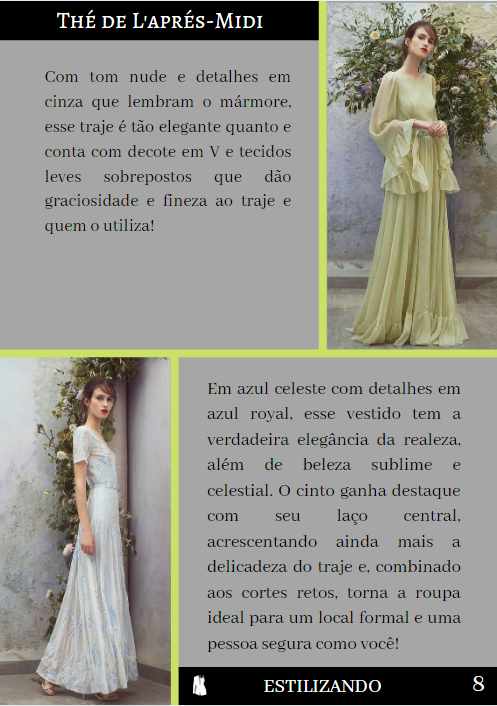 Thé de L'aprés-Midi
Com tom nude e detalhes em
cinza que lembram o mármore,
esse traje é tão elegante quanto e
conta com decote em V e tecidos
leves sobrepostos que dão
graciosidade e fineza ao traje e
quem o utiliza!
Em azul celeste com detalhes em
azul royal, esse vestido tem a
verdadeira elegância da realeza,
além de beleza sublime e
celestial. O cinto ganha destaque
com seu laço central,
acrescentando ainda mais a
delicadeza do traje e, combinado
aos cortes retos, torna a roupa
ideal para um local formal e uma
pessoa segura como você!
ESTILIZANDO
8